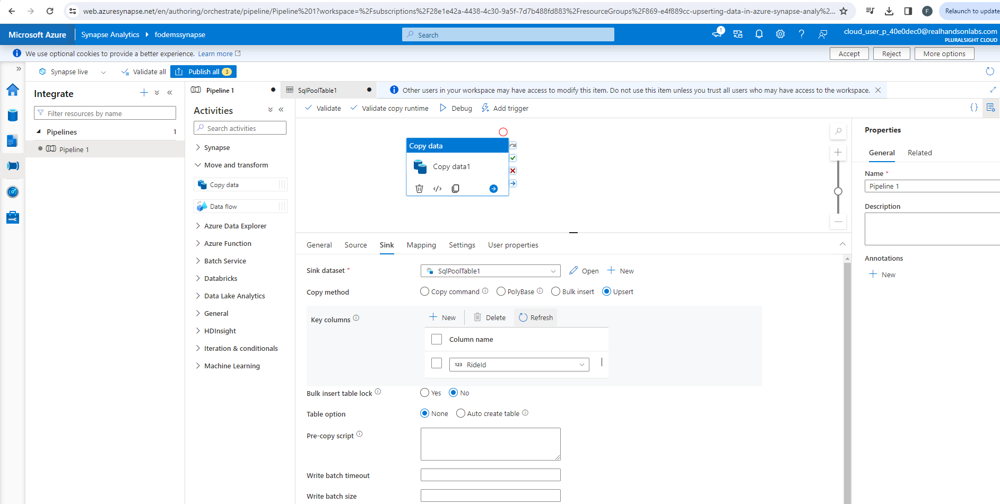 web.azuresynapse.net/en/authoring/orchestrate/pipeline/Pipeline%201?workspace=%2Fsubscriptions%2F28e1e42a-4438-4c30-9a5f-7d7b488fd883%2FresourceGroups%2F869-e4f889cc-upserting-data-in-azure-synapse-analy%2...
F
Relaunch to update
Microsoft Azure
Synapse Analytics
fodemssynapse
Search
1
cloud_user_p_40e0dec0@realhandsonlabs.com
PLURALSIGHT CLOUD
We use optional cookies to provide a better experience. Learn more
Accept
Reject
More options
Synapse live
Validate all
Publish all 3
Integrate
Filter resources by name
Pipelines 1
Pipeline 1
Pipeline 1
SqlPoolTable1
Other users in your workspace may have access to modify this item. Do not use this item unless you trust all users who may have access to the workspace.
Activities
Search activities
Synapse
Move and transform
Copy data
Data flow
Azure Data Explorer
Azure Function
Batch Service
Databricks
Data Lake Analytics
General
HDInsight
Iteration & conditionals
Machine Learning
Validate
Validate copy runtime
Debug
Add trigger
{}
Copy data
Copy data1
General
Source
Sink
Mapping
Settings
User properties
Sink dataset *
SqlPoolTable1
Open
New
Copy method
Copy command
PolyBase
Bulk insert
Upsert
Key columns
New
Delete
Refresh
Column name
123 RideId
Bulk insert table lock
Yes
No
Table option
None
Auto create table
Pre-copy script
Write batch timeout
Write batch size
Properties
General
Related
Name *
Pipeline 1
Description
Annotations
New